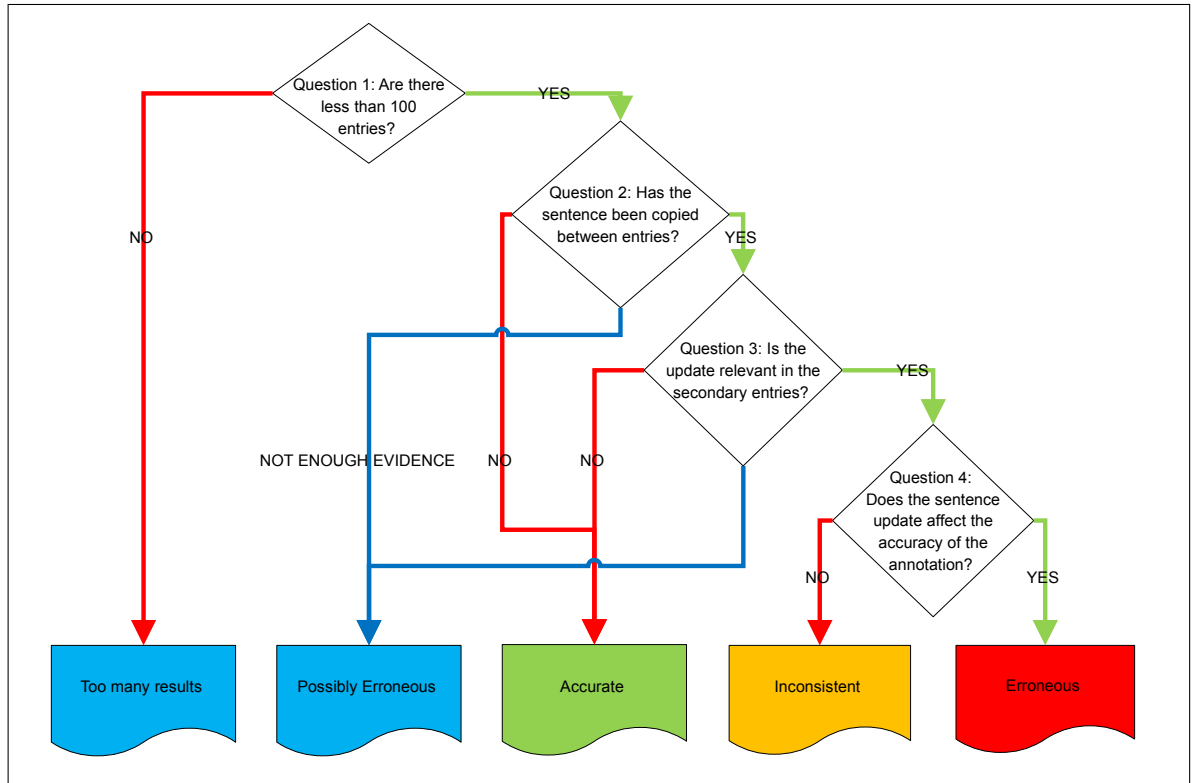 Question 1: Are there
less than 100
entries?
YES
Question 2: Has the
sentence been copied
between entries?
NO
YES
Question 3: Is the
update relevant in the
secondary entries?
YES
NOT ENOUGH EVIDENCE
NO
NO
Question 4:
Does the sentence
update affect the
accuracy of the
annotation?
NO
YES
Too many results
Possibly Erroneous
Accurate
Inconsistent
Erroneous